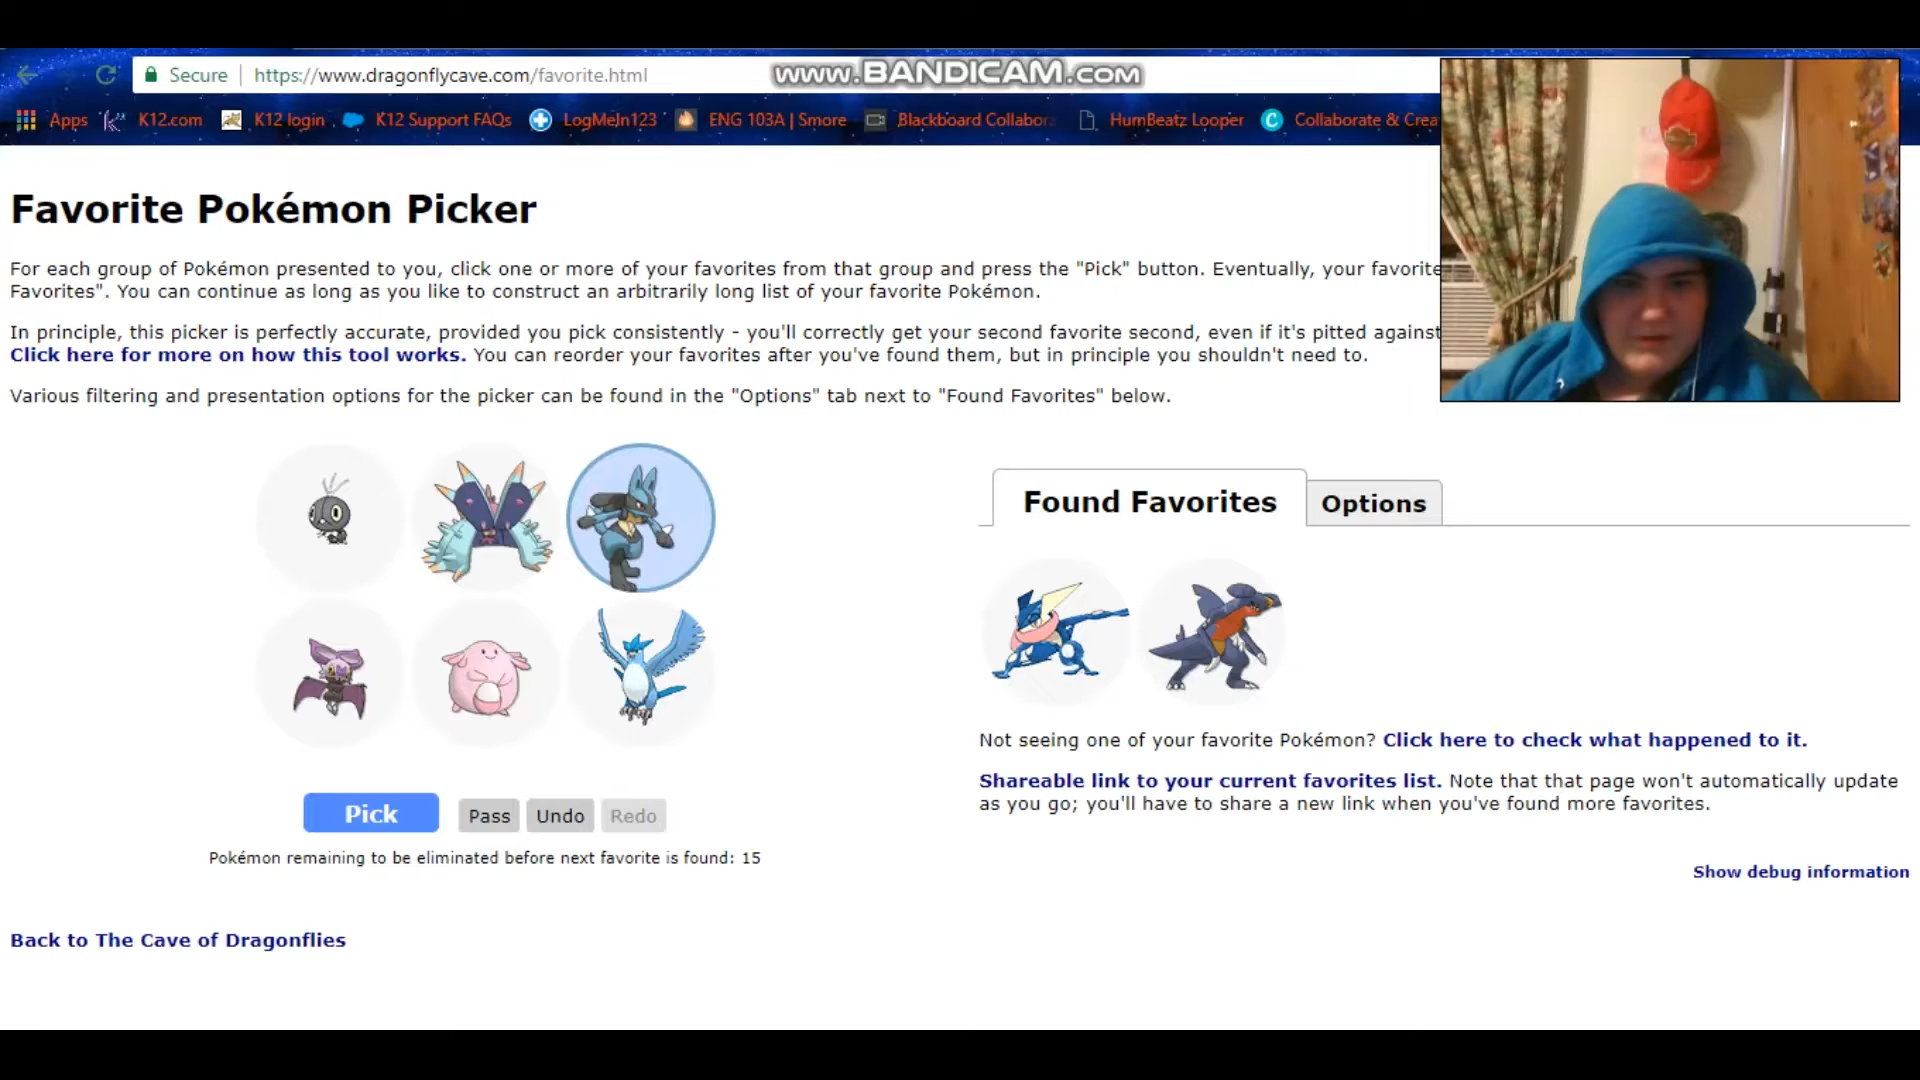 Secure https://www.dragonflycave.com/favorite.html
www.BANDICAM.com
Apps K12.com K12 login K12 Support FAQs LogMeIn123 ENG 103A | Smore Blackboard Collabor HumBeatz Looper Collaborate & Crea
Favorite Pokémon Picker
For each group of Pokémon presented to you, click one or more of your favorites from that group and press the "Pick" button. Eventually, your favorite
Favorites". You can continue as long as you like to construct an arbitrarily long list of your favorite Pokémon.
In principle, this picker is perfectly accurate, provided you pick consistently - you'll correctly get your second favorite second, even if it's pitted against
Click here for more on how this tool works. You can reorder your favorites after you've found them, but in principle you shouldn't need to.
Various filtering and presentation options for the picker can be found in the "Options" tab next to "Found Favorites" below.
Found Favorites Options
Not seeing one of your favorite Pokémon? Click here to check what happened to it.
Shareable link to your current favorites list. Note that that page won't automatically update
as you go; you'll have to share a new link when you've found more favorites.
Pick Pass Undo Redo
Pokémon remaining to be eliminated before next favorite is found: 15
Show debug information
Back to The Cave of Dragonflies